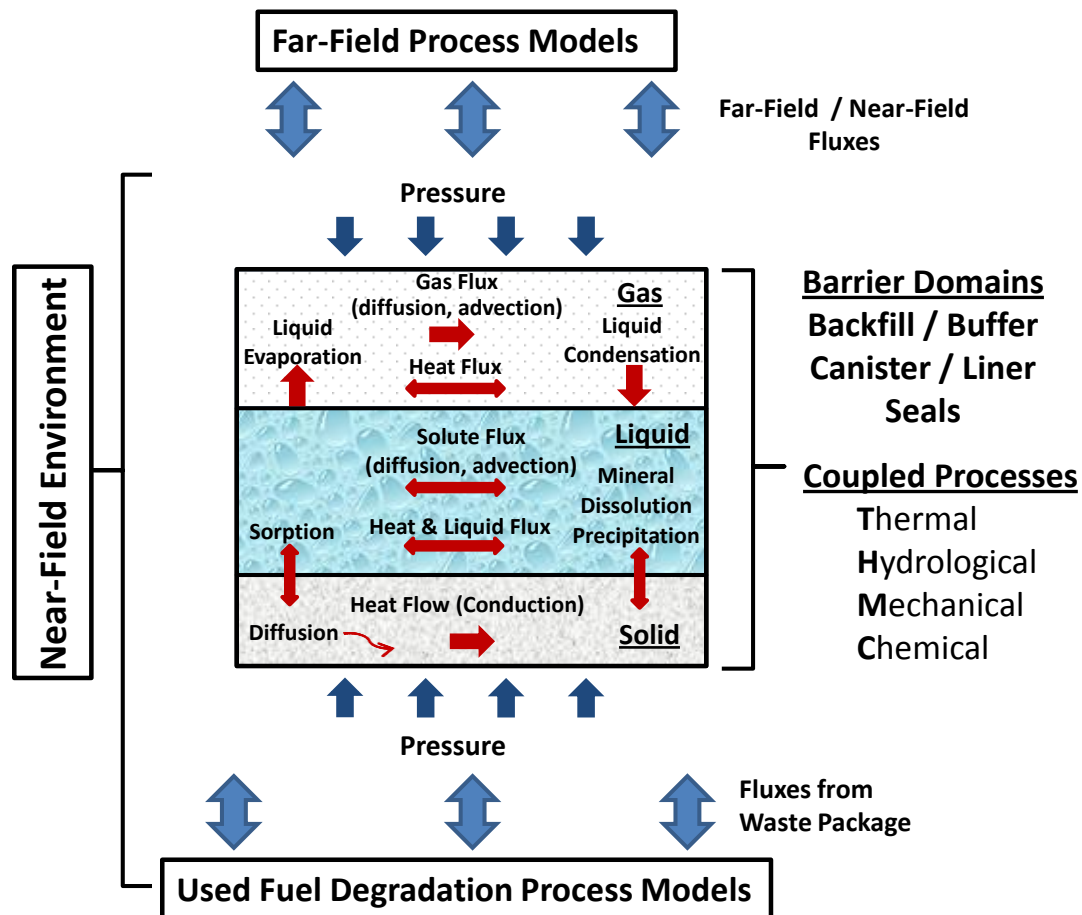 Far-Field Process Models
Far-Field / Near-Field
Fluxes
Pressure
Near-Field Environment
Gas Flux
(diffusion, advection)
Gas
Liquid
Evaporation
Liquid
Condensation
Heat Flux
Solute Flux
(diffusion, advection)
Liquid
Mineral
Dissolution
Precipitation
Sorption
Heat & Liquid Flux
Heat Flow (Conduction)
Diffusion
Solid
Barrier Domains
Backfill / Buffer
Canister / Liner
Seals
Coupled Processes
Thermal
Hydrological
Mechanical
Chemical
Pressure
Fluxes from
Waste Package
Used Fuel Degradation Process Models